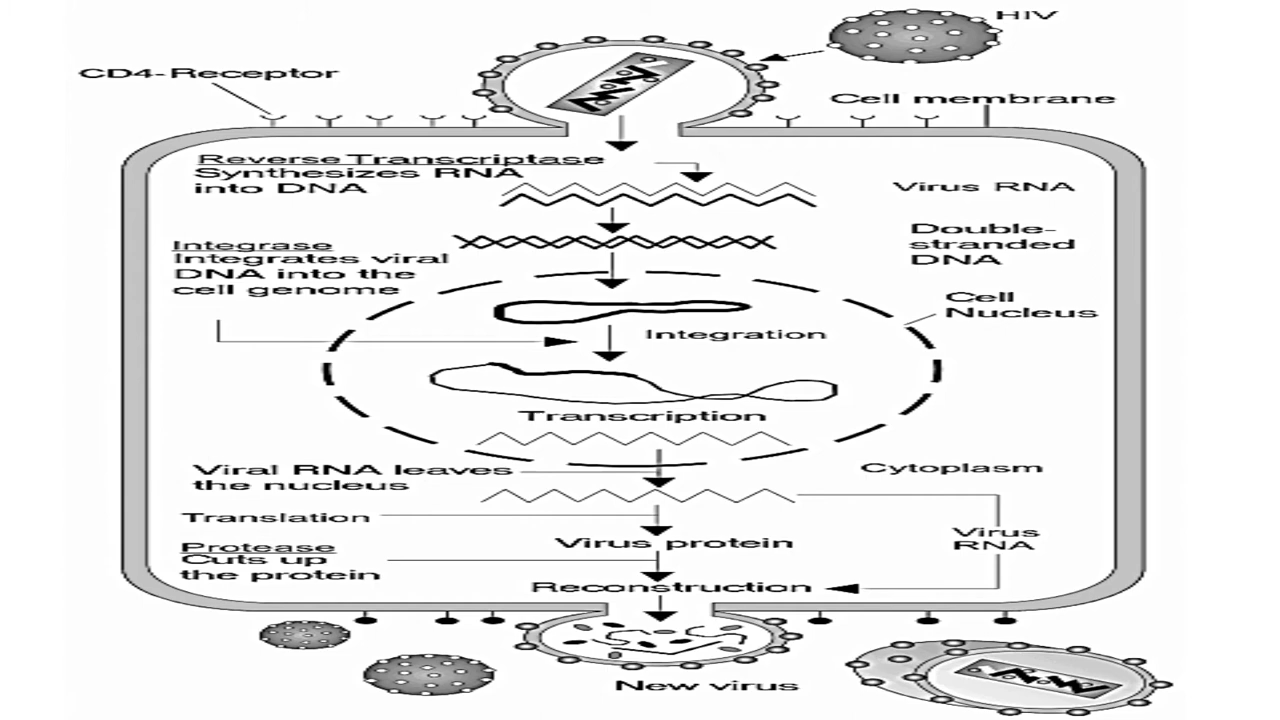 HIV
CD4-Receptor
Cell membrane
Reverse Transcriptase
Synthesizes RNA
into DNA
Virus RNA
Double-
stranded
DNA
Integrase
Integrates viral
DNA into the
cell genome
Cell
Nucleus
Integration
Transcription
Viral RNA leaves
the nucleus
Cytoplasm
Translation
Virus protein
Virus
RNA
Protease
Cuts up
the protein
Reconstruction
New virus